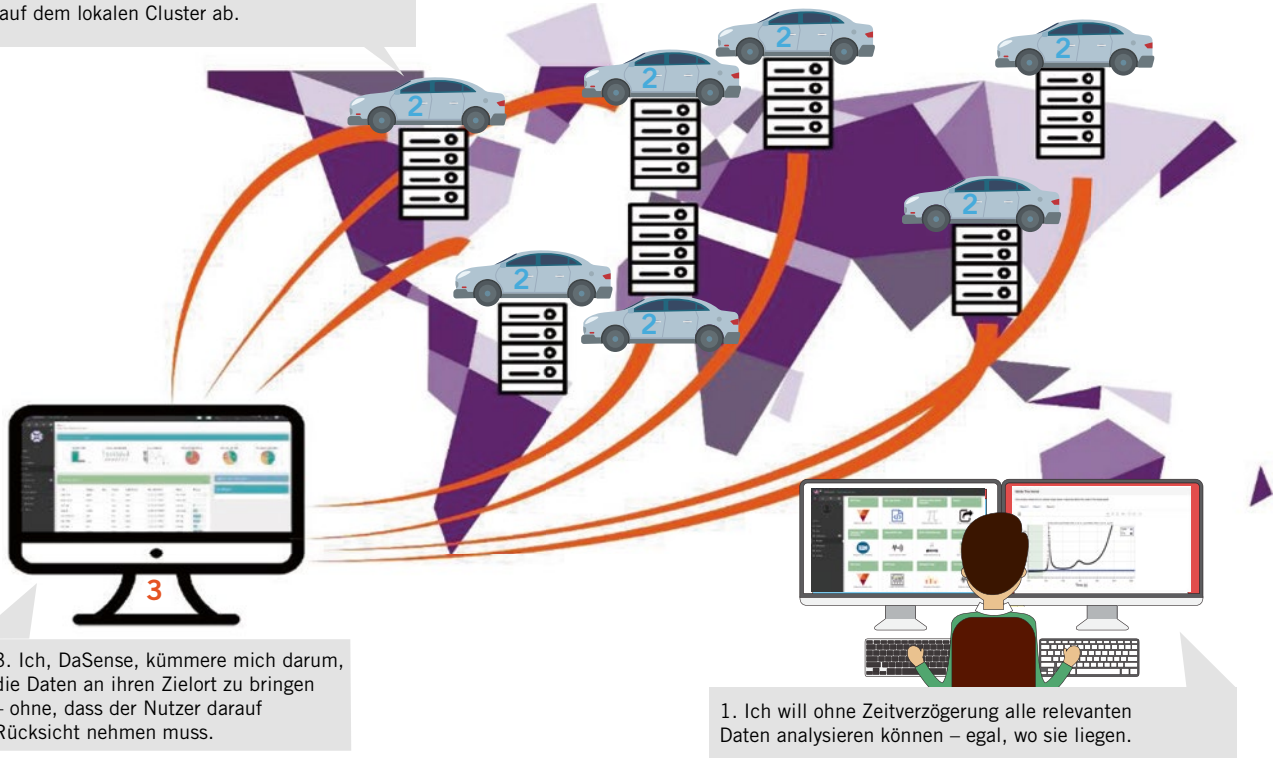 auf dem lokalen Cluster ab.
2
2
2
2
2
2
2
3
3. Ich, DaSense, kümmere mich darum,
die Daten an ihren Zielort zu bringen
– ohne, dass der Nutzer darauf
Rücksicht nehmen muss.
1. Ich will ohne Zeitverzögerung alle relevanten
Daten analysieren können – egal, wo sie liegen.